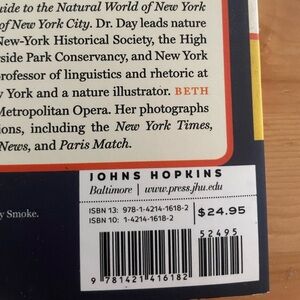 uide to the Natural World of New York
of New York City. Dr. Day leads nature
New-York Historical Society, the High
rside Park Conservancy, and New York
professor of linguistics and rhetoric at
York and a nature illustrator. BETH
Metropolitan Opera. Her photographs
ions, including the New York Times,
News, and Paris Match.
y Smoke.
JOHNS HOPKINS
Baltimore | www.press.jhu.edu
ISBN 13: 978-1-4214-1618-2
ISBN 10: 1-4214-1618-2
$24.95
52495
9 781421 416182